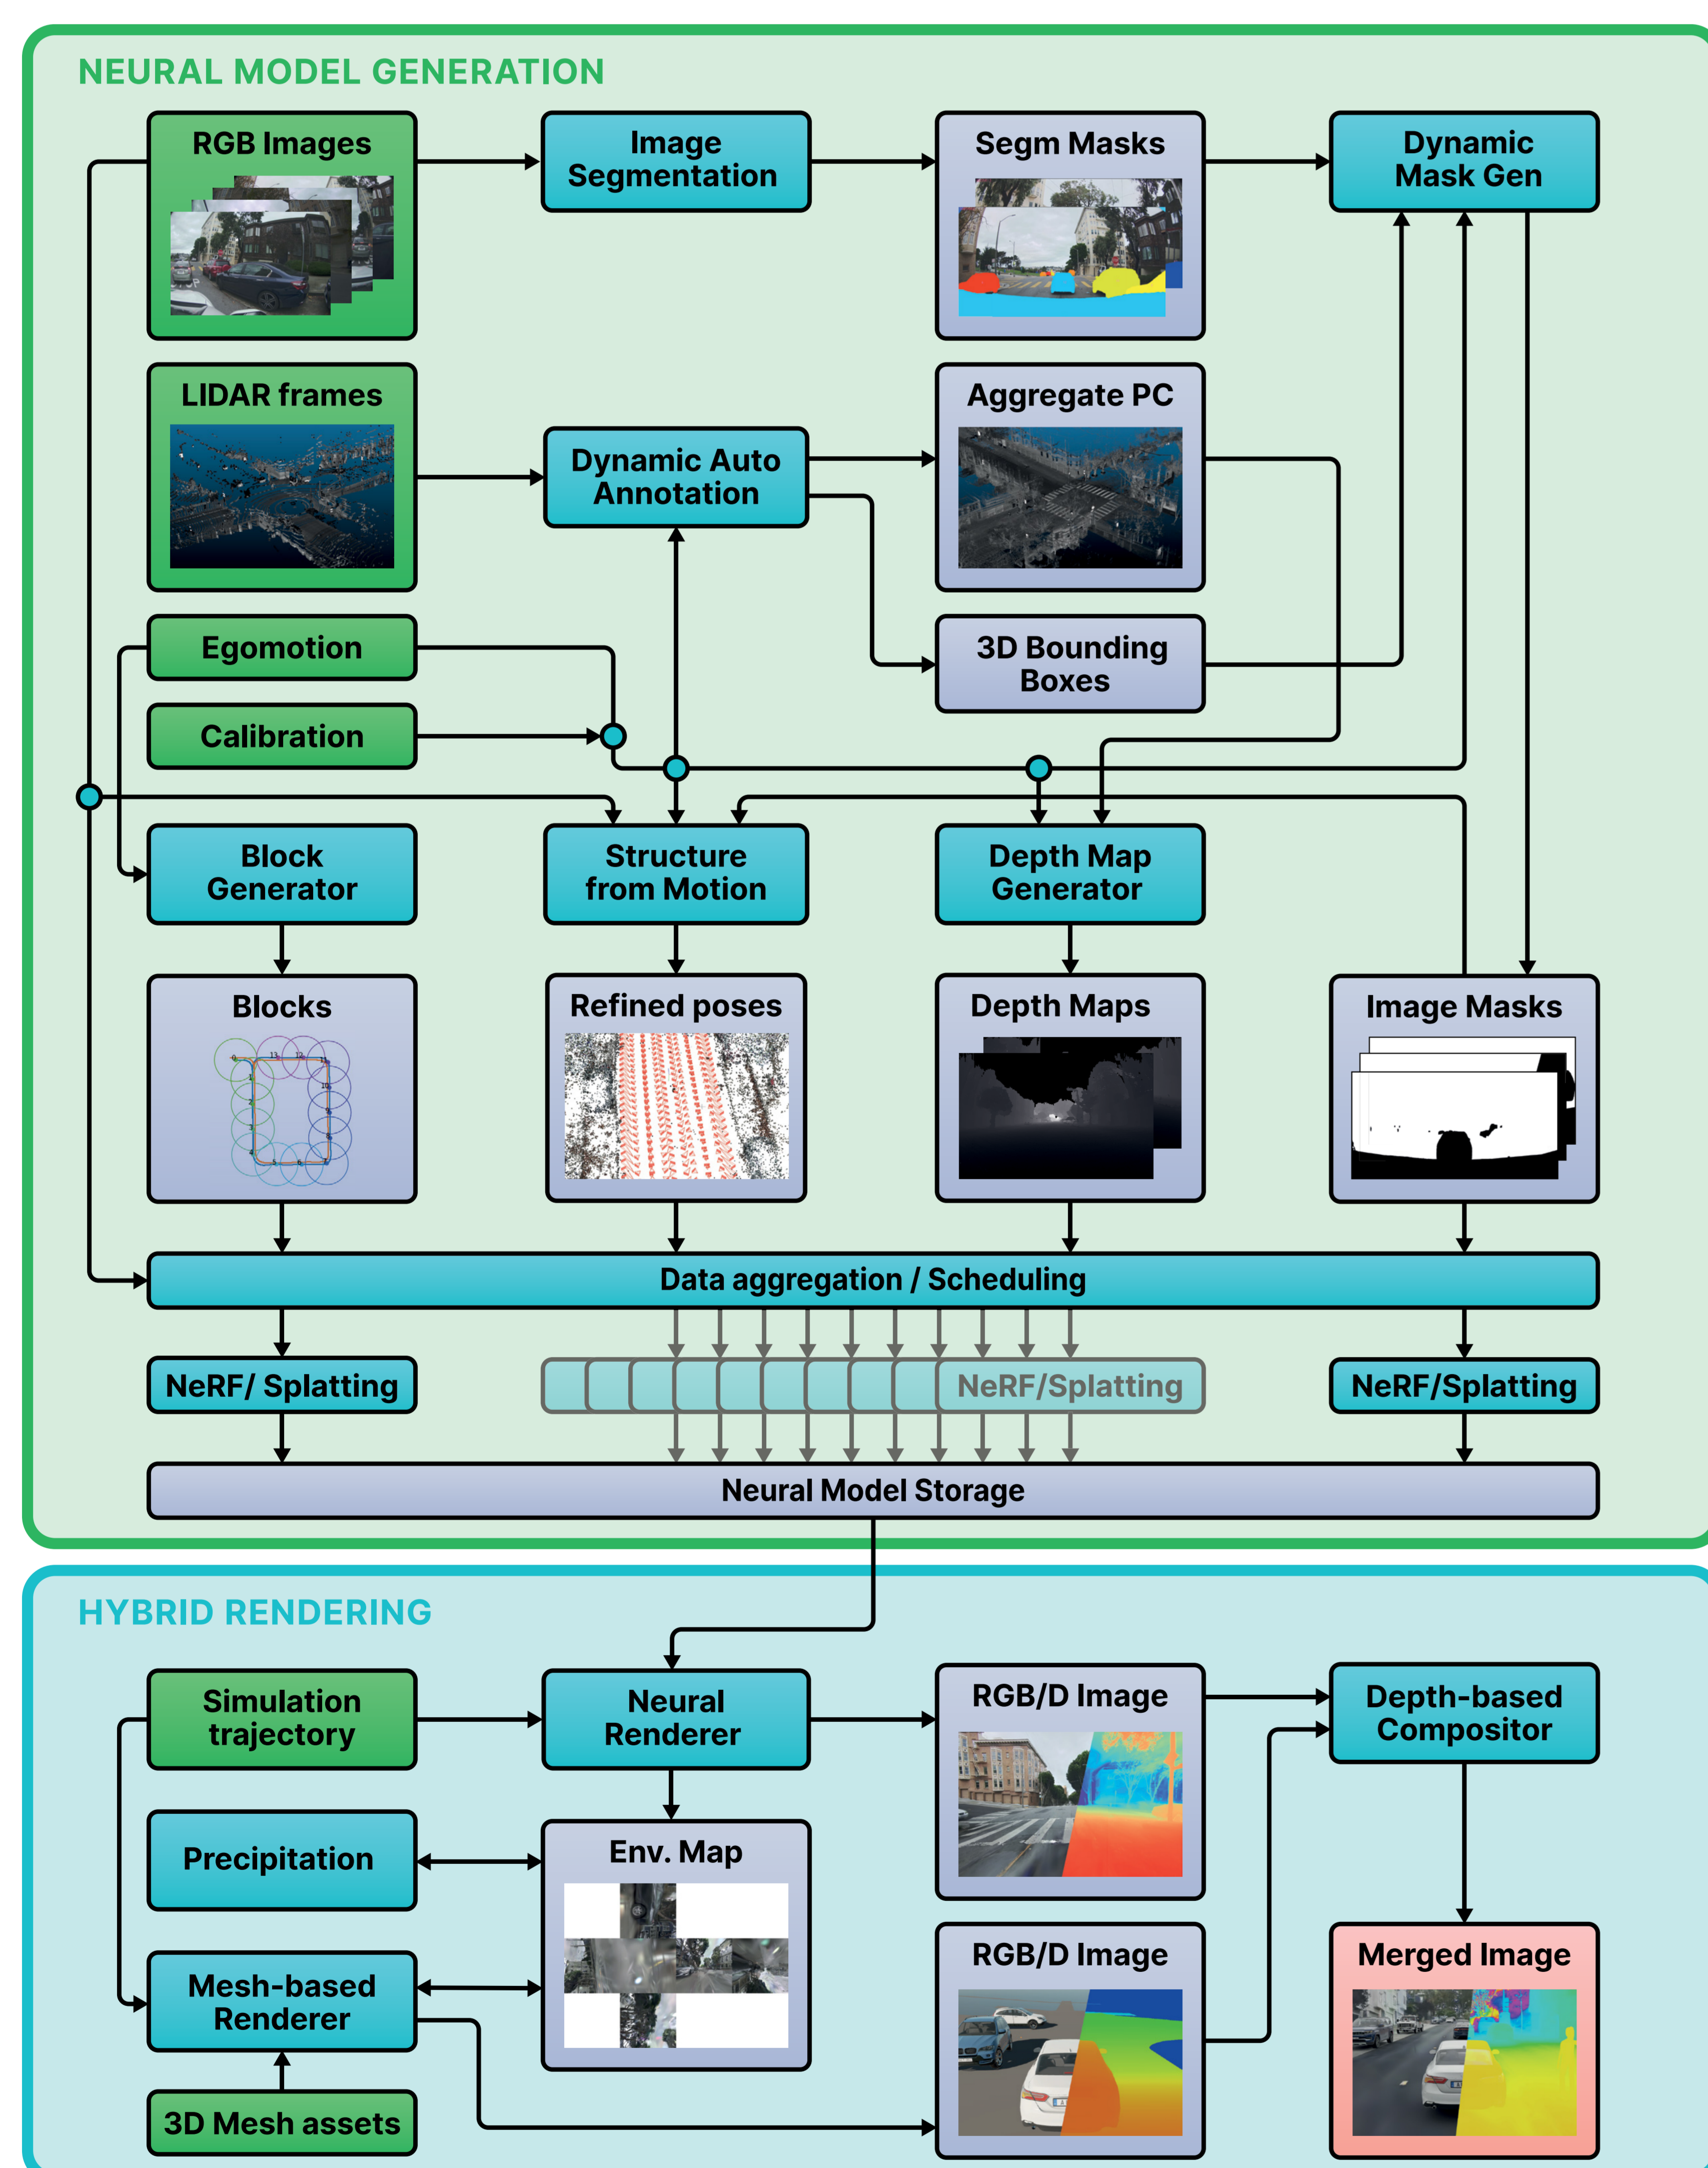 NEURAL MODEL GENERATION
RGB Images
Image
Segmentation
Segm Masks
Dynamic
Mask Gen
LIDAR frames
Dynamic Auto
Annotation
Aggregate PC
Egomotion
3D Bounding
Boxes
Calibration
Block
Generator
Structure
from Motion
Depth Map
Generator
Blocks
Refined poses
Depth Maps
Image Masks
Data aggregation / Scheduling
NeRF/ Splatting
NeRF/Splatting
NeRF/Splatting
Neural Model Storage
HYBRID RENDERING
Simulation
trajectory
Neural
Renderer
RGB/D Image
Depth-based
Compositor
Precipitation
Env. Map
Mesh-based
Renderer
RGB/D Image
Merged Image
3D Mesh assets